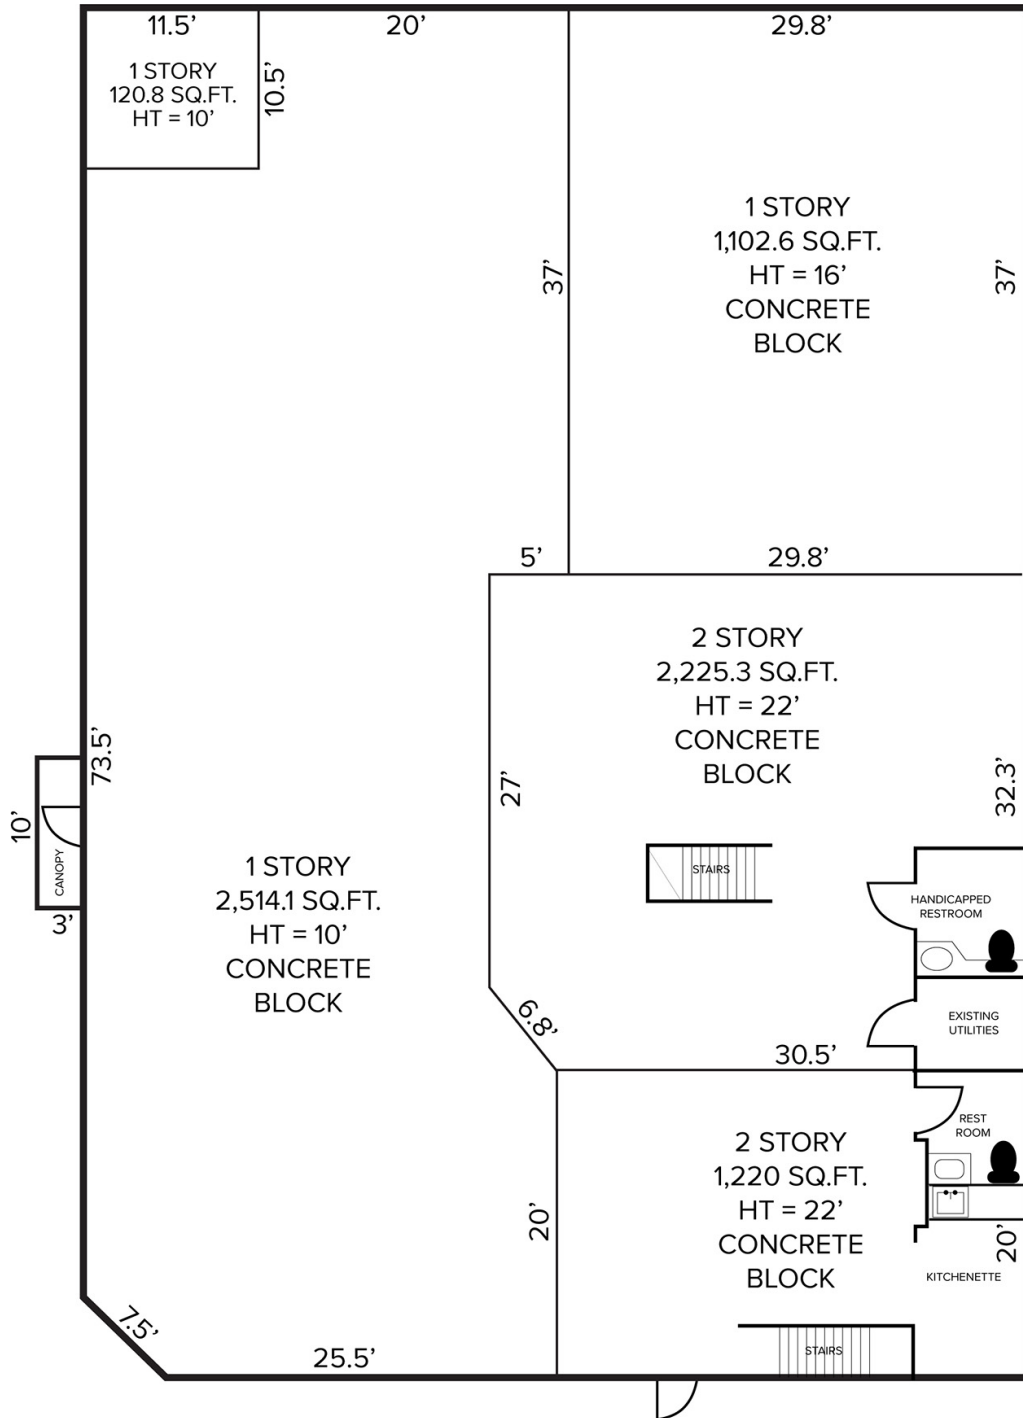 11.5’
20’
29.8’
1 STORY
120.8 SQ.FT.
HT = 10’
10.5’
1 STORY
1,102.6 SQ.FT.
HT = 16’
CONCRETE
BLOCK
37’
37’
5’
29.8’
2 STORY
2,225.3 SQ.FT.
HT = 22’
CONCRETE
BLOCK
73.5’
27’
32.3’
10’
CANOPY
3’
1 STORY
2,514.1 SQ.FT.
HT = 10’
CONCRETE
BLOCK
STAIRS
HANDICAPPED
RESTROOM
6.8’
EXISTING
UTILITIES
30.5’
REST
ROOM
2 STORY
1,220 SQ.FT.
HT = 22’
CONCRETE
BLOCK
20’
20’
KITCHENETTE
7.5’
25.5’
STAIRS